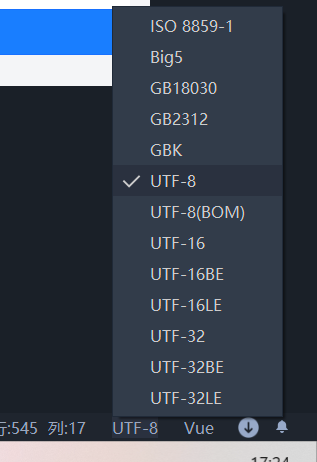 ISO 8859-1
Big5
GB18030
GB2312
GBK
UTF-8
UTF-8(BOM)
UTF-16
UTF-16BE
UTF-16LE
UTF-32
UTF-32BE
UTF-32LE
行:545 列:17 UTF-8 Vue